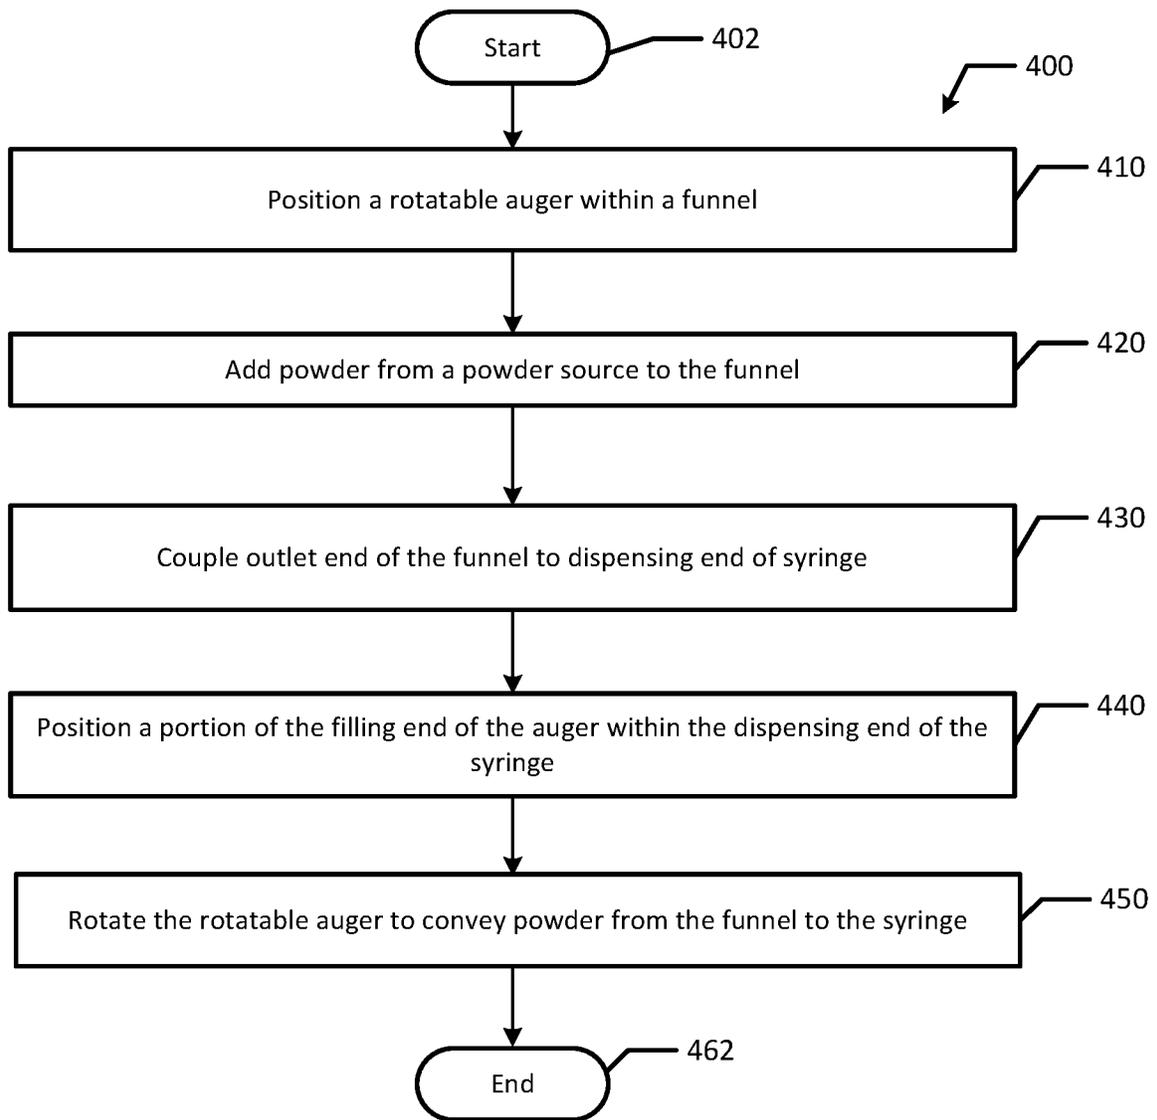 Start
402
400
Position a rotatable auger within a funnel
410
Add powder from a powder source to the funnel
420
Couple outlet end of the funnel to dispensing end of syringe
430
Position a portion of the filling end of the auger within the dispensing end of the
syringe
440
Rotate the rotatable auger to convey powder from the funnel to the syringe
450
End
462